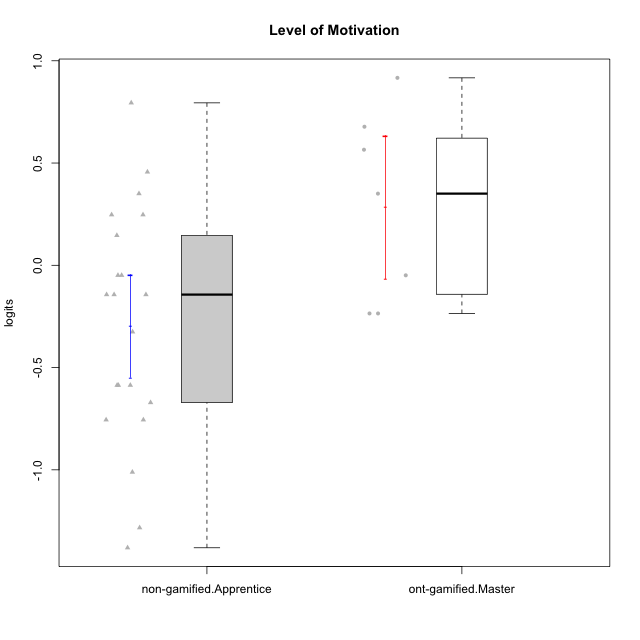 Level of Motivation
1.0
0.5
0.0
-0.5
-1.0
logits
non-gamified.Apprentice
ont-gamified.Master